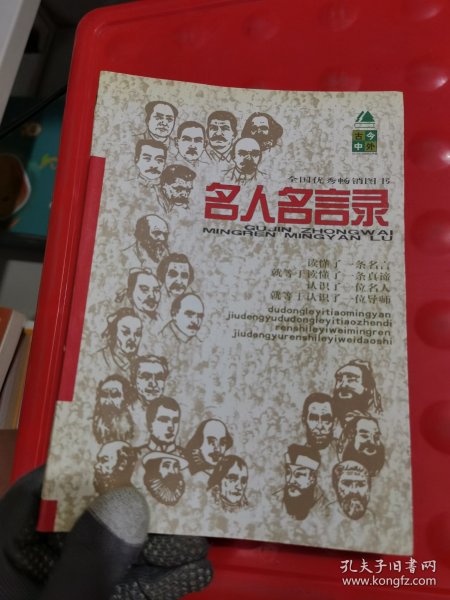 古今
中外
全国优秀畅销图书
名人名言录
GUJIN ZHONGWAI
MINGREN MINGYAN LU
读懂了一条名言
就等于读懂了一条真谛
认识了一位名人
就等于认识了一位导师
dudongleyitiaomingyan
jiudengyududongleyitiaozhendi
renshileyiweimingren
jiudengyurenshileyiweidaoshi
孔夫子旧书网
www.kongfz.com